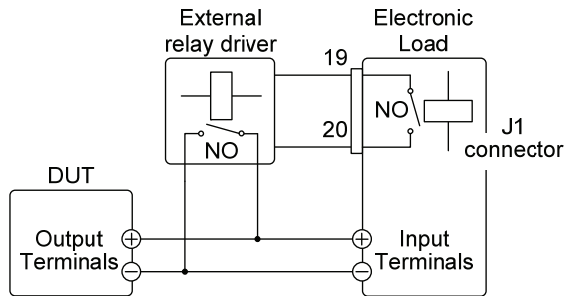 External
relay driver
Electronic
Load
19
20
NO
NO
J1
connector
DUT
Output
Terminals
+
−
+
−
Input
Terminals